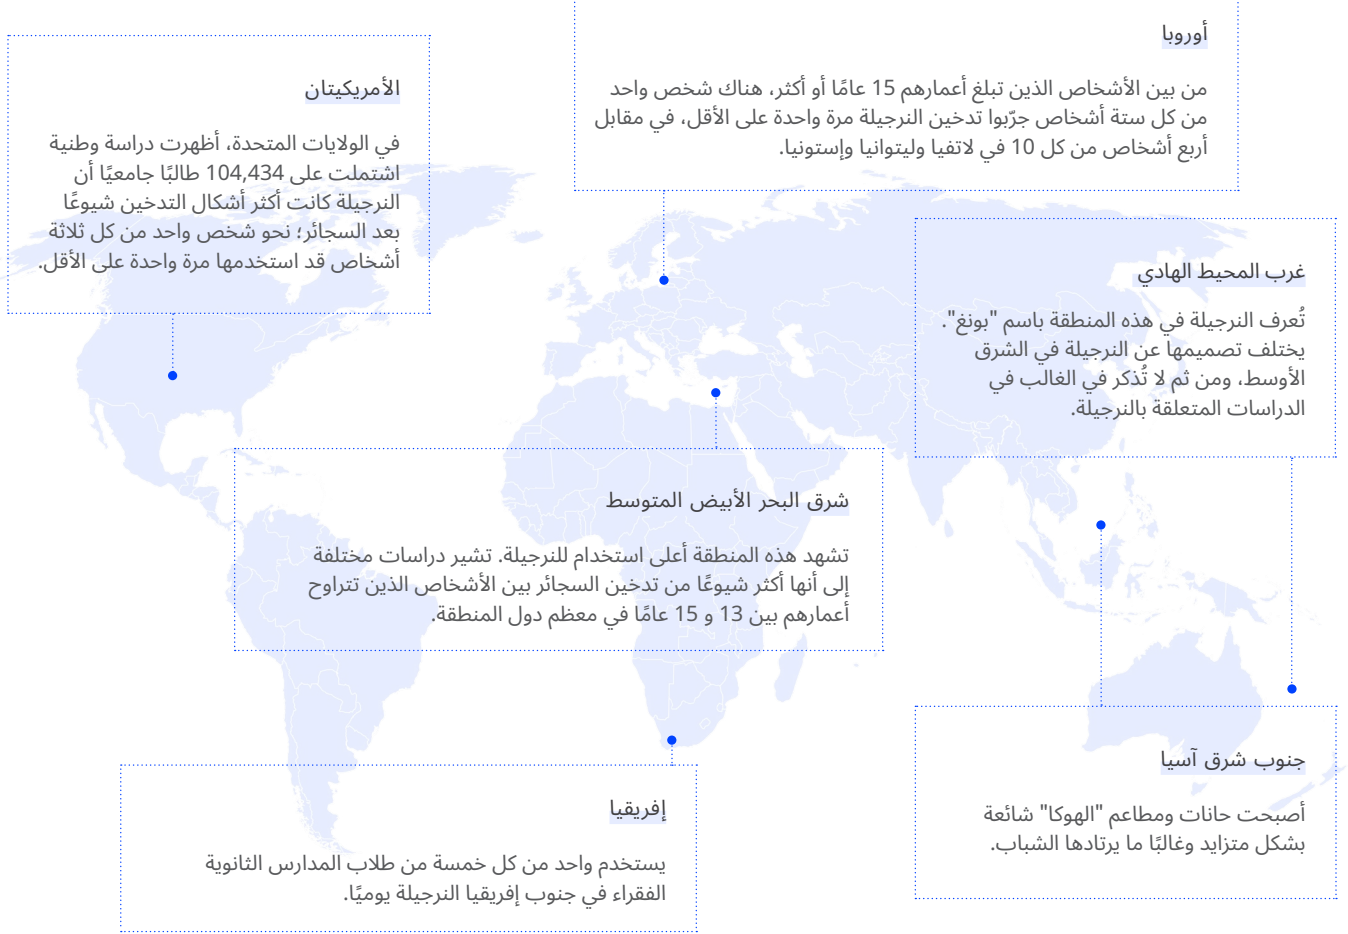 أوروبا
من بين الأشخاص الذين تبلغ أعمارهم 15 عامًا أو أكثر، هناك شخص واحد
من كل ستة أشخاص جرّبوا تدخين النرجيلة مرة واحدة على الأقل، في مقابل
أربع أشخاص من كل 10 في لاتفيا وليتوانيا وإستونيا.
الأمريكيتان
في الولايات المتحدة، أظهرت دراسة وطنية
اشتملت على 104,434 طالبًا جامعيًا أن
النرجيلة كانت أكثر أشكال التدخين شيوعًا
بعد السجائر؛ نحو شخص واحد من كل ثلاثة
أشخاص قد استخدمها مرة واحدة على الأقل.
غرب المحيط الهادي
تُعرف النرجيلة في هذه المنطقة باسم "بونغ".
يختلف تصميمها عن النرجيلة في الشرق
الأوسط، ومن ثم لا تُذكر في الغالب في
الدراسات المتعلقة بالنرجيلة.
شرق البحر الأبيض المتوسط
تشهد هذه المنطقة أعلى استخدام للنرجيلة. تشير دراسات مختلفة
إلى أنها أكثر شيوعًا من تدخين السجائر بين الأشخاص الذين تتراوح
أعمارهم بين 13 و 15 عامًا في معظم دول المنطقة.
جنوب شرق آسيا
أصبحت حانات ومطاعم "الهوكا" شائعة
بشكل متزايد وغالبًا ما يرتادها الشباب.
إفريقيا
يستخدم واحد من كل خمسة من طلاب المدارس الثانوية
الفقراء في جنوب إفريقيا النرجيلة يوميًا.